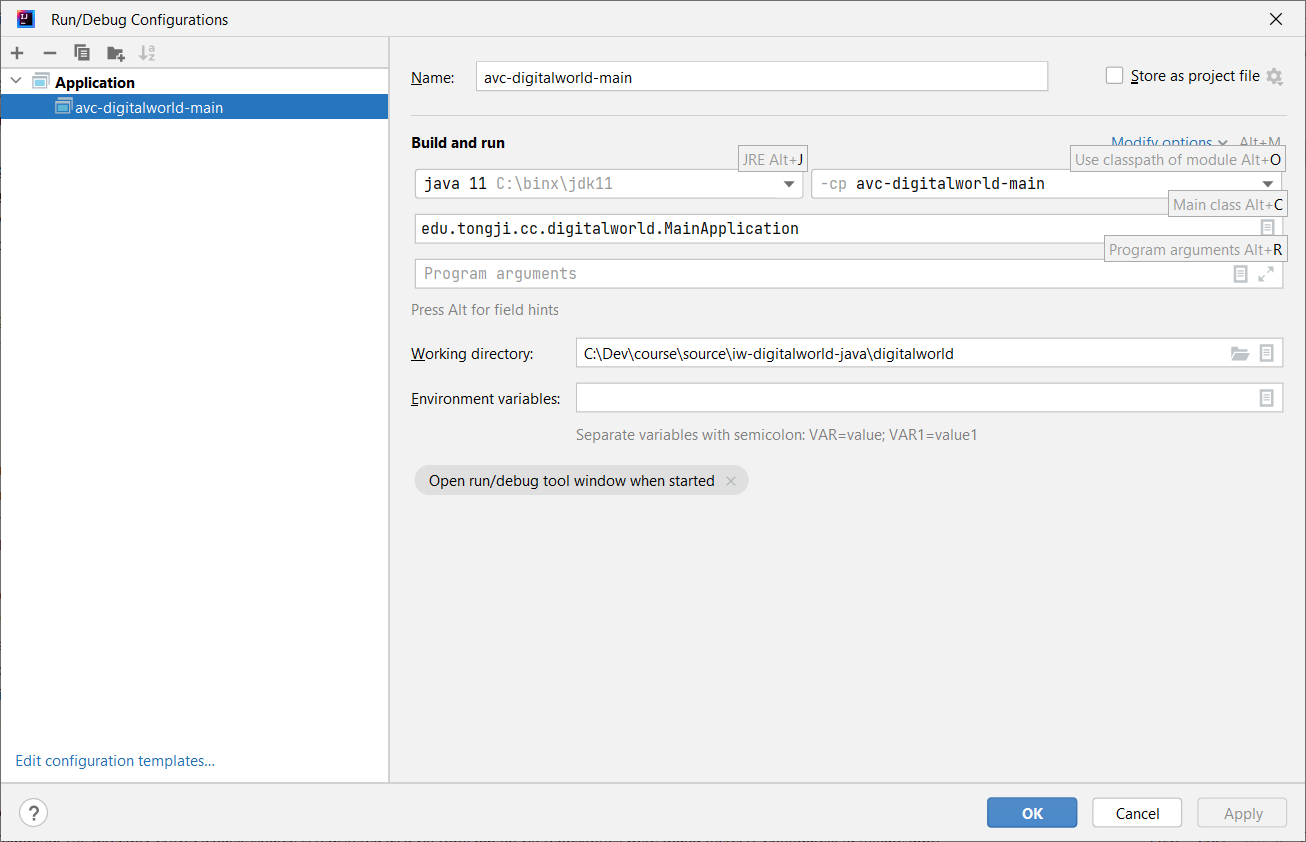 Run/Debug Configurations
Application
avc-digitalworld-main
Edit configuration templates...
Name: avc-digitalworld-main Store as project file
Build and run Modify options Alt+M
JRE Alt+J Use classpath of module Alt+O
java 11 C:\binx\jdk11 -cp avc-digitalworld-main
Main class Alt+C
edu.tongji.cc.digitalworld.MainApplication
Program arguments Alt+R
Program arguments
Press Alt for field hints
Working directory: C:\Dev\course\source\iw-digitalworld-java\digitalworld
Environment variables:
Separate variables with semicolon: VAR=value; VAR1=value1
Open run/debug tool window when started
? OK Cancel Apply